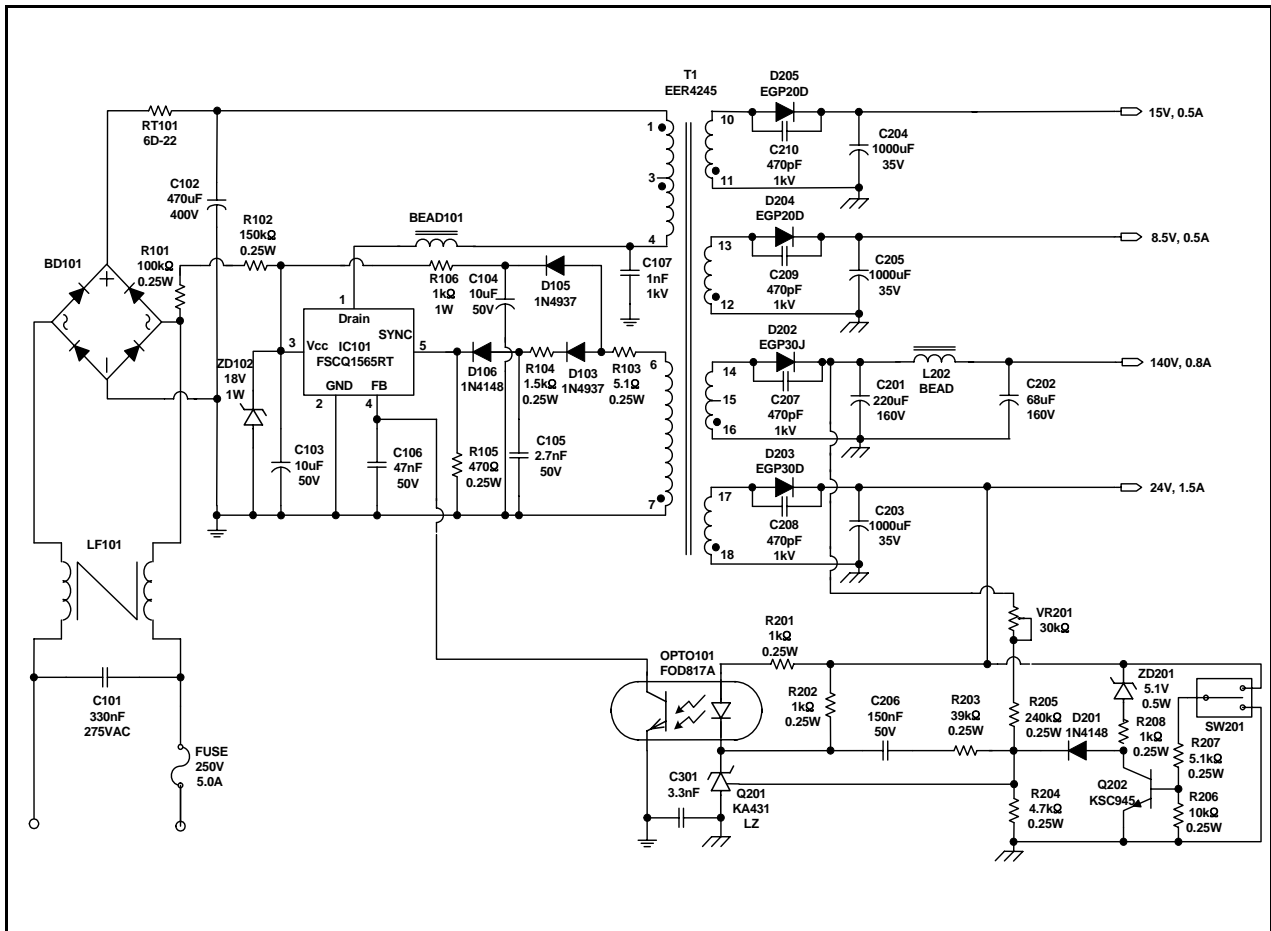 T1
EER4245
D205
EGP20D
RT101
6D-22
1
3
4
10
11
C210
470pF
1kV
C204
1000uF
35V
15V, 0.5A
C102
470uF
400V
R102
150kΩ
0.25W
BEAD101
D204
EGP20D
13
12
C209
470pF
1kV
C205
1000uF
35V
8.5V, 0.5A
BD101
R101
100kΩ
0.25W
R106
1kΩ
1W
C104
10uF
50V
D105
1N4937
C107
1nF
1kV
1
Drain
SYNC
3
Vcc
IC101
FSCQ1565RT
5
GND
FB
2
4
ZD102
18V
1W
D106
1N4148
R104
1.5kΩ
0.25W
D103
1N4937
R103
5.1Ω
0.25W
6
7
D202
EGP30J
14
15
16
C207
470pF
1kV
C201
220uF
160V
L202
BEAD
C202
68uF
160V
140V, 0.8A
C103
10uF
50V
C106
47nF
50V
R105
470Ω
0.25W
C105
2.7nF
50V
D203
EGP30D
17
18
C208
470pF
1kV
C203
1000uF
35V
24V, 1.5A
LF101
C101
330nF
275VAC
FUSE
250V
5.0A
OPTO101
FOD817A
R201
1kΩ
0.25W
R202
1kΩ
0.25W
C206
150nF
50V
R203
39kΩ
0.25W
VR201
30kΩ
R205
240kΩ
0.25W
D201
1N4148
ZD201
5.1V
0.5W
R208
1kΩ
0.25W
SW201
R207
5.1kΩ
0.25W
C301
3.3nF
Q201
KA431
LZ
R204
4.7kΩ
0.25W
Q202
KSC945
R206
10kΩ
0.25W